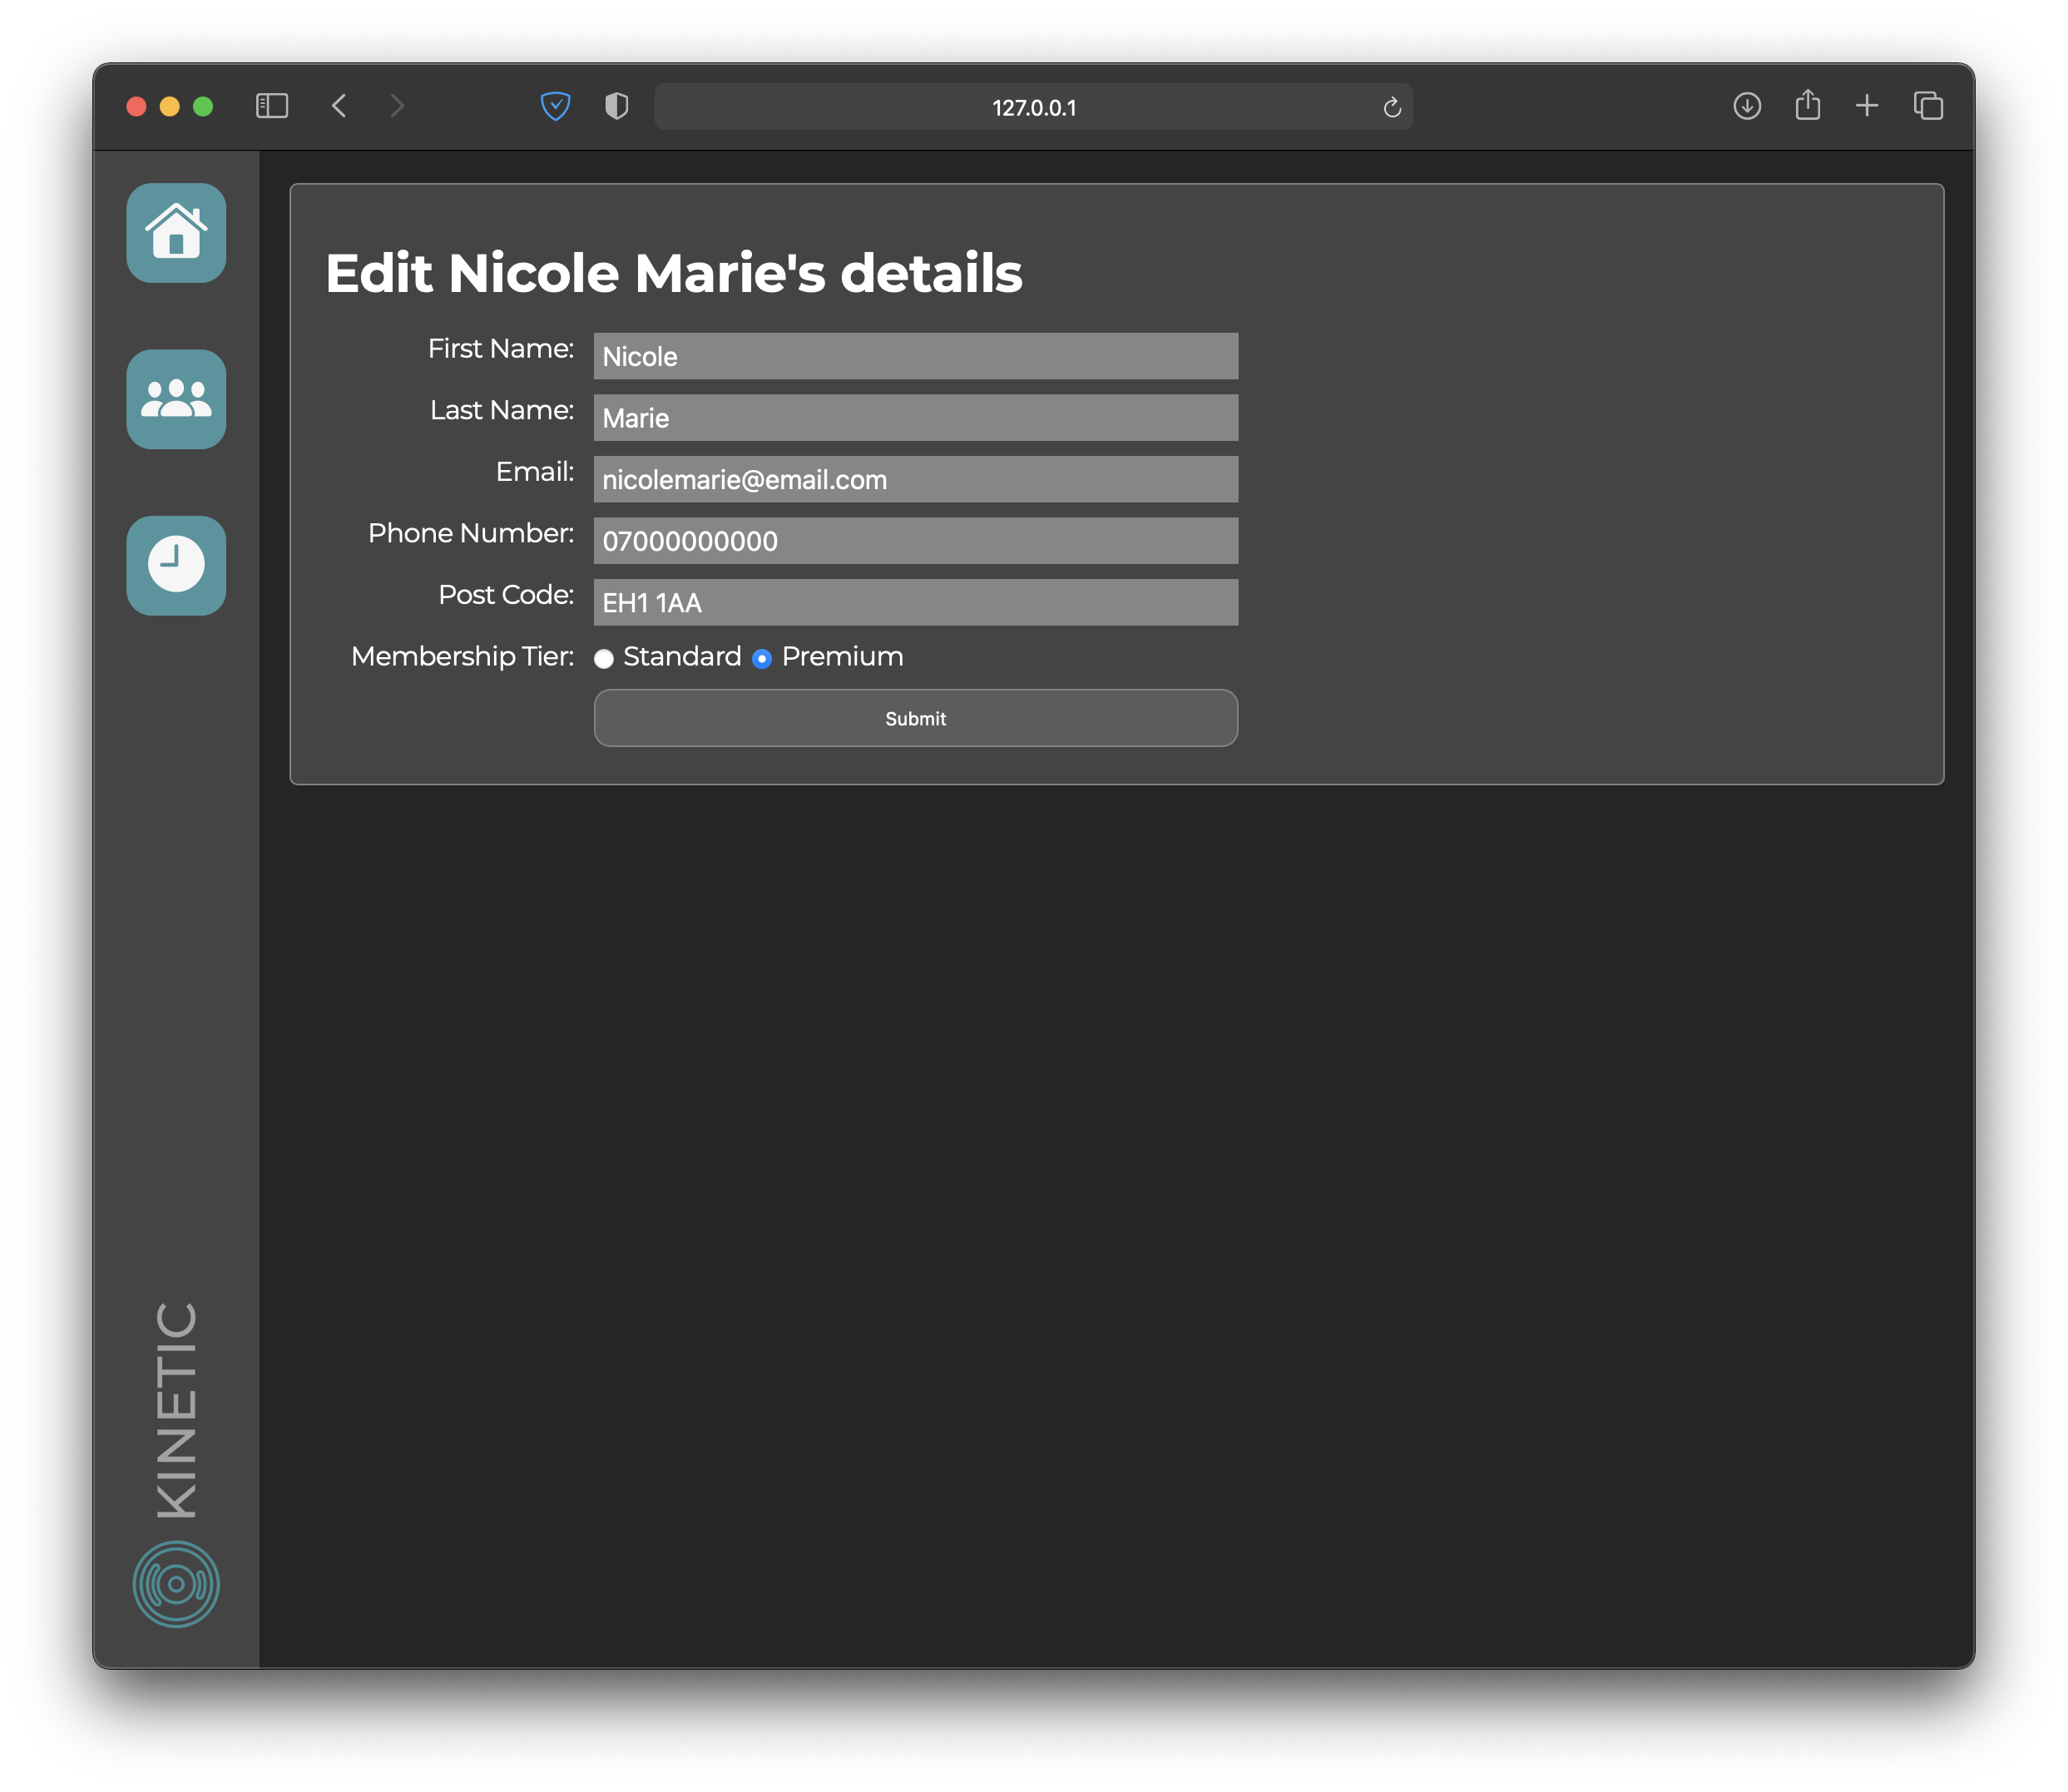 127.0.0.1
Edit Nicole Marie's details
First Name: Nicole
Last Name: Marie
Email: nicolemarie@email.com
Phone Number: 07000000000
Post Code: EH1 1AA
Membership Tier: Standard Premium
Submit
KINETIC